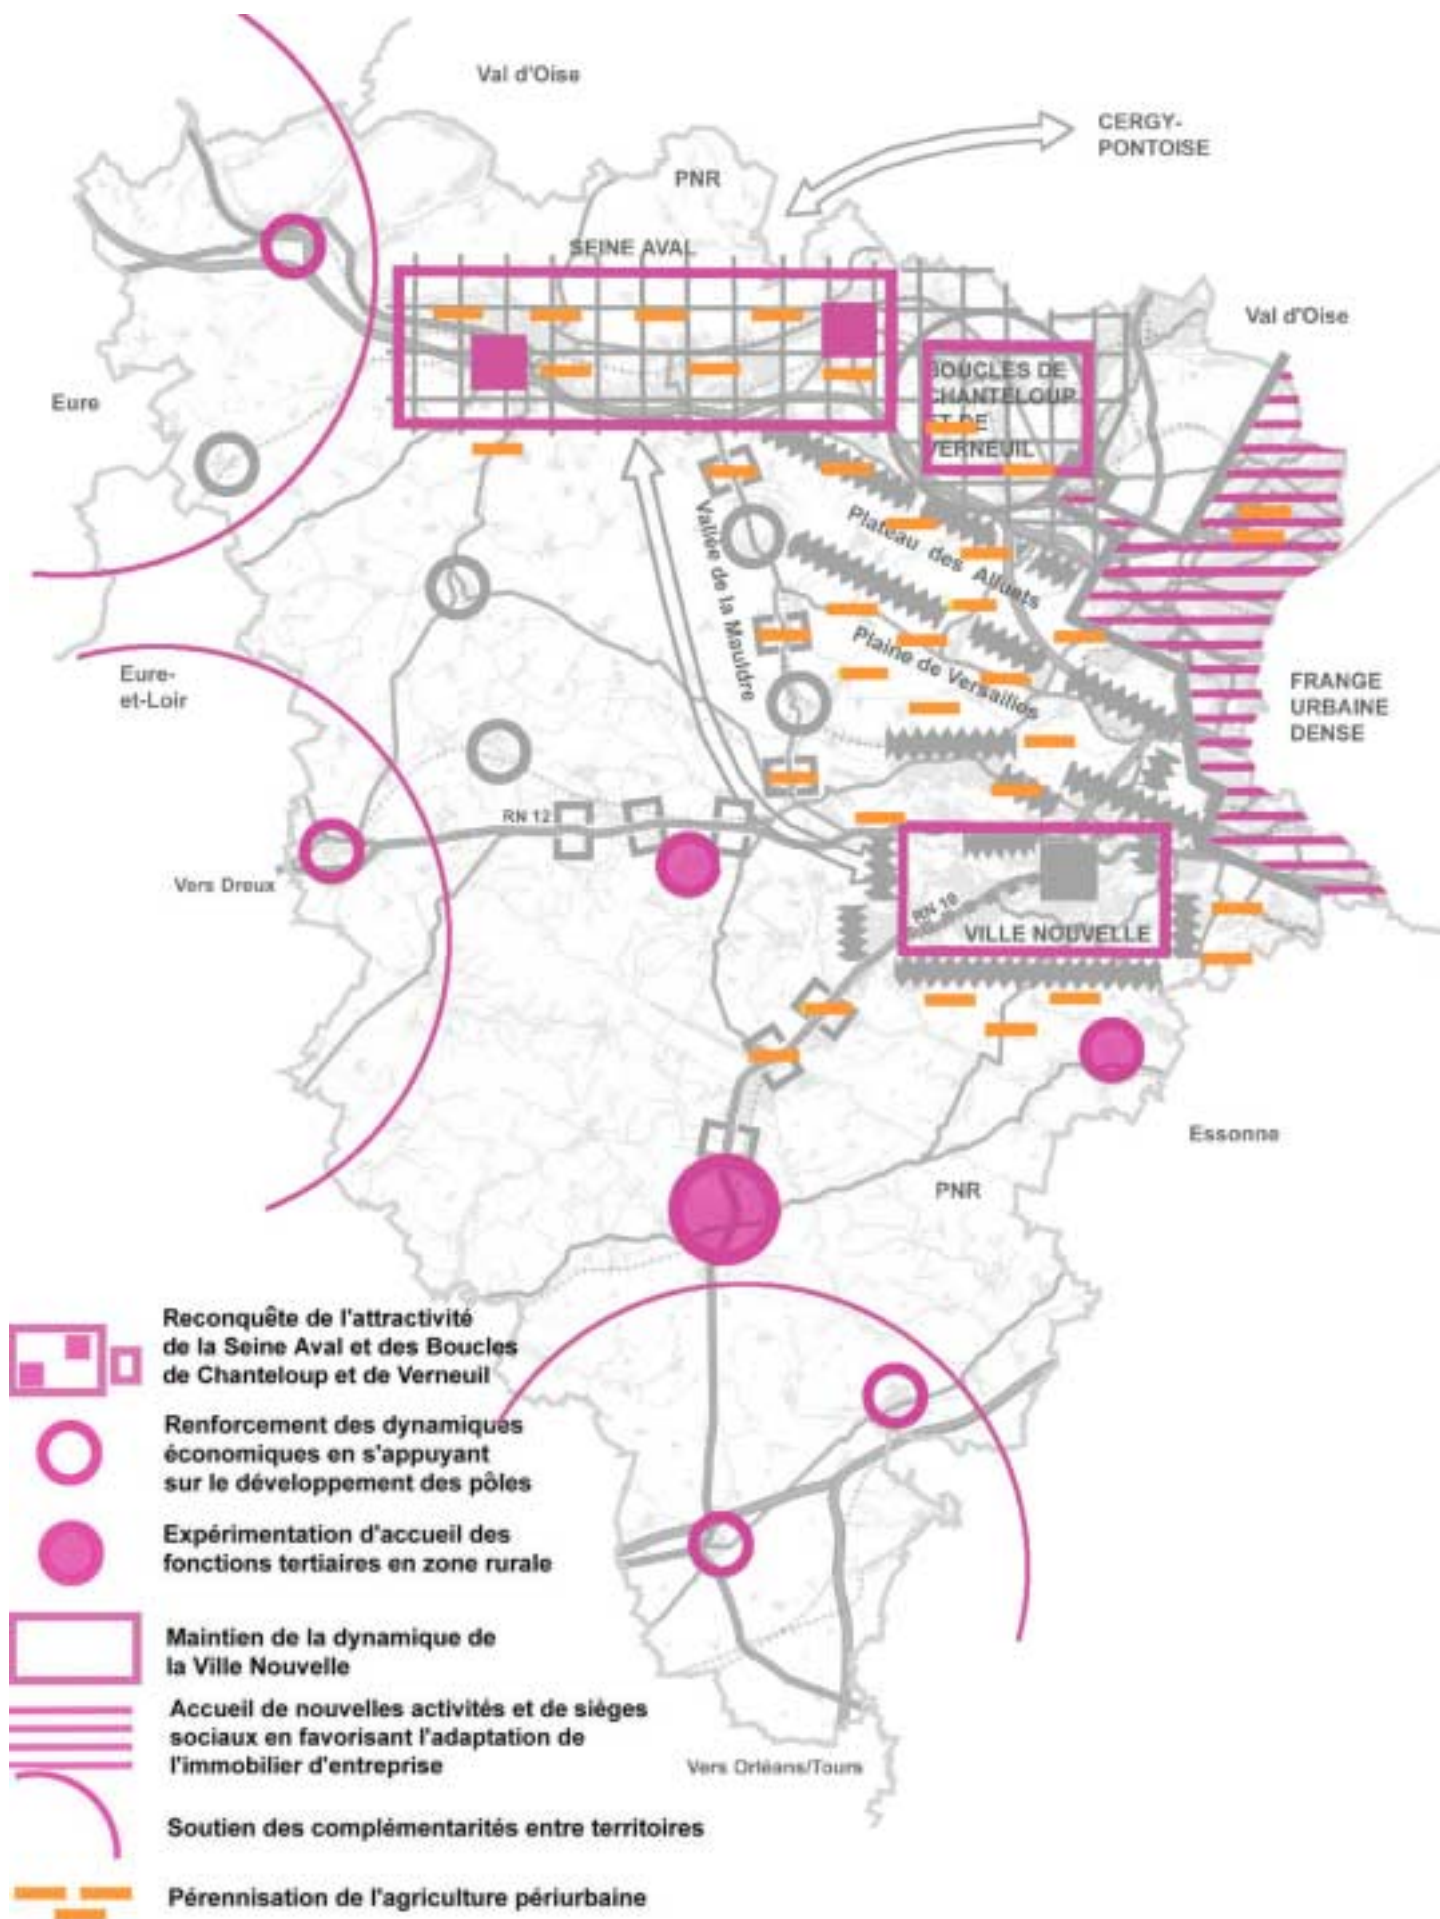 Val d'Oise
CERGY-
PONTOISE
PNR
SEINE AVAL
Val d'Oise
BOUCLES DE
CHANTELOUP
ET DE
VERNEUIL
Eure
Plateau des Alluets
Vallée de la Mauldre
Plaine de Versailles
Eure-
et-Loir
FRANGE
URBAINE
DENSE
RN 12
Vers Dreux
RN 10
VILLE NOUVELLE
Essonne
PNR
Reconquête de l'attractivité
de la Seine Aval et des Boucles
de Chanteloup et de Verneuil
Renforcement des dynamiques
économiques en s'appuyant
sur le développement des pôles
Expérimentation d'accueil des
fonctions tertiaires en zone rurale
Maintien de la dynamique de
la Ville Nouvelle
Accueil de nouvelles activités et de sièges
sociaux en favorisant l'adaptation de
l'immobilier d'entreprise
Vers Orléans/Tours
Soutien des complémentarités entre territoires
Pérennisation de l'agriculture périurbaine